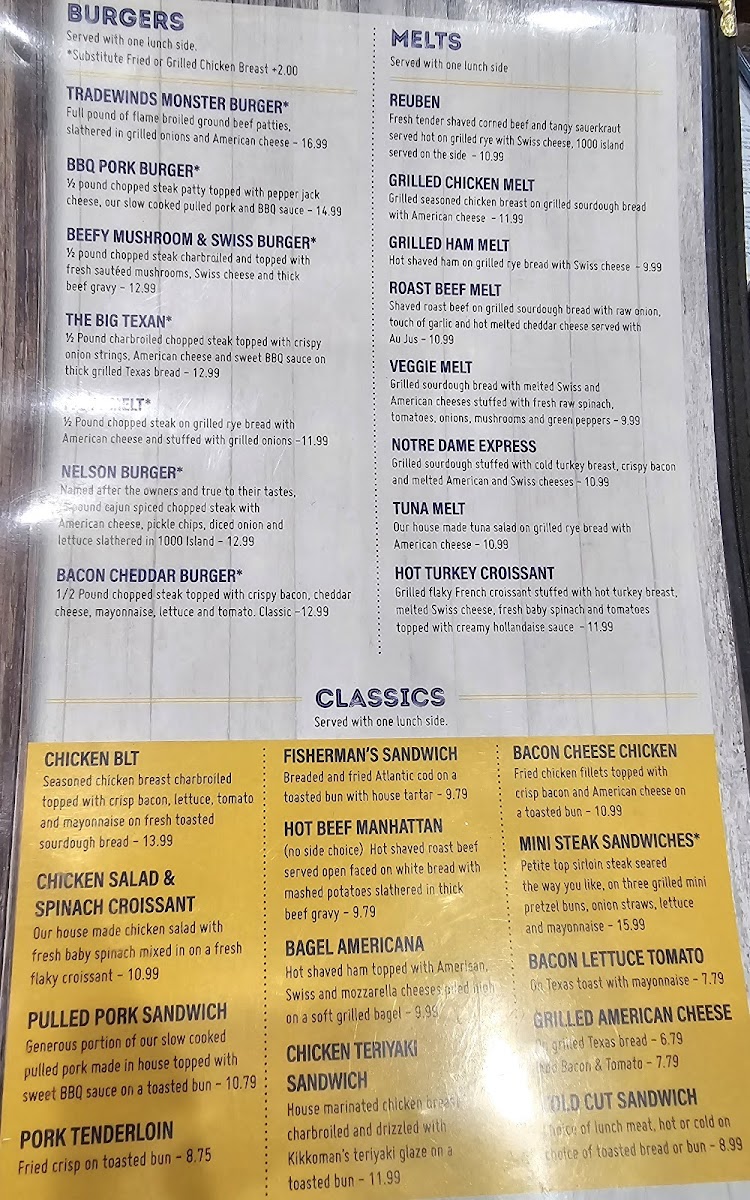 BURGERS
Served with one lunch side.
*Substitute Fried or Grilled Chicken Breast +2.00
TRADEWINDS MONSTER BURGER*
Full pound of flame broiled ground beef patties,
slathered in grilled onions and American cheese - 16.99
BBQ PORK BURGER*
½ pound chopped steak patty topped with pepper jack
cheese, our slow cooked pulled pork and BBQ sauce - 14.99
BEEFY MUSHROOM & SWISS BURGER*
½ pound chopped steak charbroiled and topped with
fresh sautéed mushrooms, Swiss cheese and thick
beef gravy - 12.99
THE BIG TEXAN*
½ Pound charbroiled chopped steak topped with crispy
onion strings, American cheese and sweet BBQ sauce on
thick grilled Texas bread - 12.99
MELT*
½ Pound chopped steak on grilled rye bread with
American cheese and stuffed with grilled onions -11.99
NELSON BURGER*
Named after the owners and true to their tastes,
pound cajun spiced chopped steak with
American cheese, pickle chips, diced onion and
lettuce slathered in 1000 Island - 12.99
BACON CHEDDAR BURGER*
1/2 Pound chopped steak topped with crispy bacon, cheddar
cheese, mayonnaise, lettuce and tomato. Classic -12.99
MELTS
Served with one lunch side
REUBEN
Fresh tender shaved corned beef and tangy sauerkraut
served hot on grilled rye with Swiss cheese, 1000 island
served on the side - 10.99
GRILLED CHICKEN MELT
Grilled seasoned chicken breast on grilled sourdough bread
with American cheese - 11.99
GRILLED HAM MELT
Hot shaved ham on grilled rye bread with Swiss cheese - 9.99
ROAST BEEF MELT
Shaved roast beef on grilled sourdough bread with raw onion,
touch of garlic and hot melted cheddar cheese served with
Au Jus - 10.99
VEGGIE MELT
Grilled sourdough bread with melted Swiss and
American cheeses stuffed with fresh raw spinach,
tomatoes, onions, mushrooms and green peppers - 9.99
NOTRE DAME EXPRESS
Grilled sourdough stuffed with cold turkey breast, crispy bacon
and melted American and Swiss cheeses - 10.99
TUNA MELT
Our house made tuna salad on grilled rye bread with
American cheese - 10.99
HOT TURKEY CROISSANT
Grilled flaky French croissant stuffed with hot turkey breast,
melted Swiss cheese, fresh baby spinach and tomatoes
topped with creamy hollandaise sauce - 11.99
CLASSICS
Served with one lunch side.
CHICKEN BLT
Seasoned chicken breast charbroiled
topped with crisp bacon, lettuce, tomato
and mayonnaise on fresh toasted
sourdough bread - 13.99
CHICKEN SALAD &
SPINACH CROISSANT
Our house made chicken salad with
fresh baby spinach mixed in on a fresh
flaky croissant - 10.99
PULLED PORK SANDWICH
Generous portion of our slow cooked
pulled pork made in house topped with
sweet BBQ sauce on a toasted bun - 10.79
PORK TENDERLOIN
Fried crisp on toasted bun - 8.75
FISHERMAN'S SANDWICH
Breaded and fried Atlantic cod on a
toasted bun with house tartar - 9.79
HOT BEEF MANHATTAN
(no side choice) Hot shaved roast beef
served open faced on white bread with
mashed potatoes slathered in thick
beef gravy - 9.79
BAGEL AMERICANA
Hot shaved ham topped with American,
Swiss and mozzarella cheeses piled high
on a soft grilled bagel - 9.99
CHICKEN TERIYAKI
SANDWICH
House marinated chicken breast
charbroiled and drizzled with
Kikkoman's teriyaki glaze on a
toasted bun - 11.99
BACON CHEESE CHICKEN
Fried chicken fillets topped with
crisp bacon and American cheese on
a toasted bun - 10.99
MINI STEAK SANDWICHES*
Petite top sirloin steak seared
the way you like, on three grilled mini
pretzel buns, onion straws, lettuce
and mayonnaise - 15.99
BACON LETTUCE TOMATO
On Texas toast with mayonnaise - 7.79
GRILLED AMERICAN CHEESE
On grilled Texas bread - 6.79
Add Bacon & Tomato - 7.79
COLD CUT SANDWICH
Choice of lunch meat, hot or cold on
choice of toasted bread or bun - 8.99